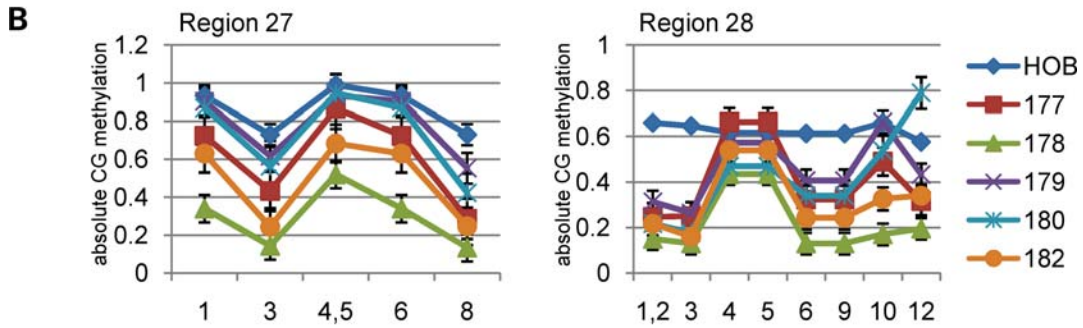 B
Region 27
absolute CG methylation
1.2
1
0.8
0.6
0.4
0.2
0
1 3 4,5 6 8
Region 28
absolute CG methylation
1
0.8
0.6
0.4
0.2
0
1,2 3 4 5 6 9 10 12
HOB
177
178
179
180
182